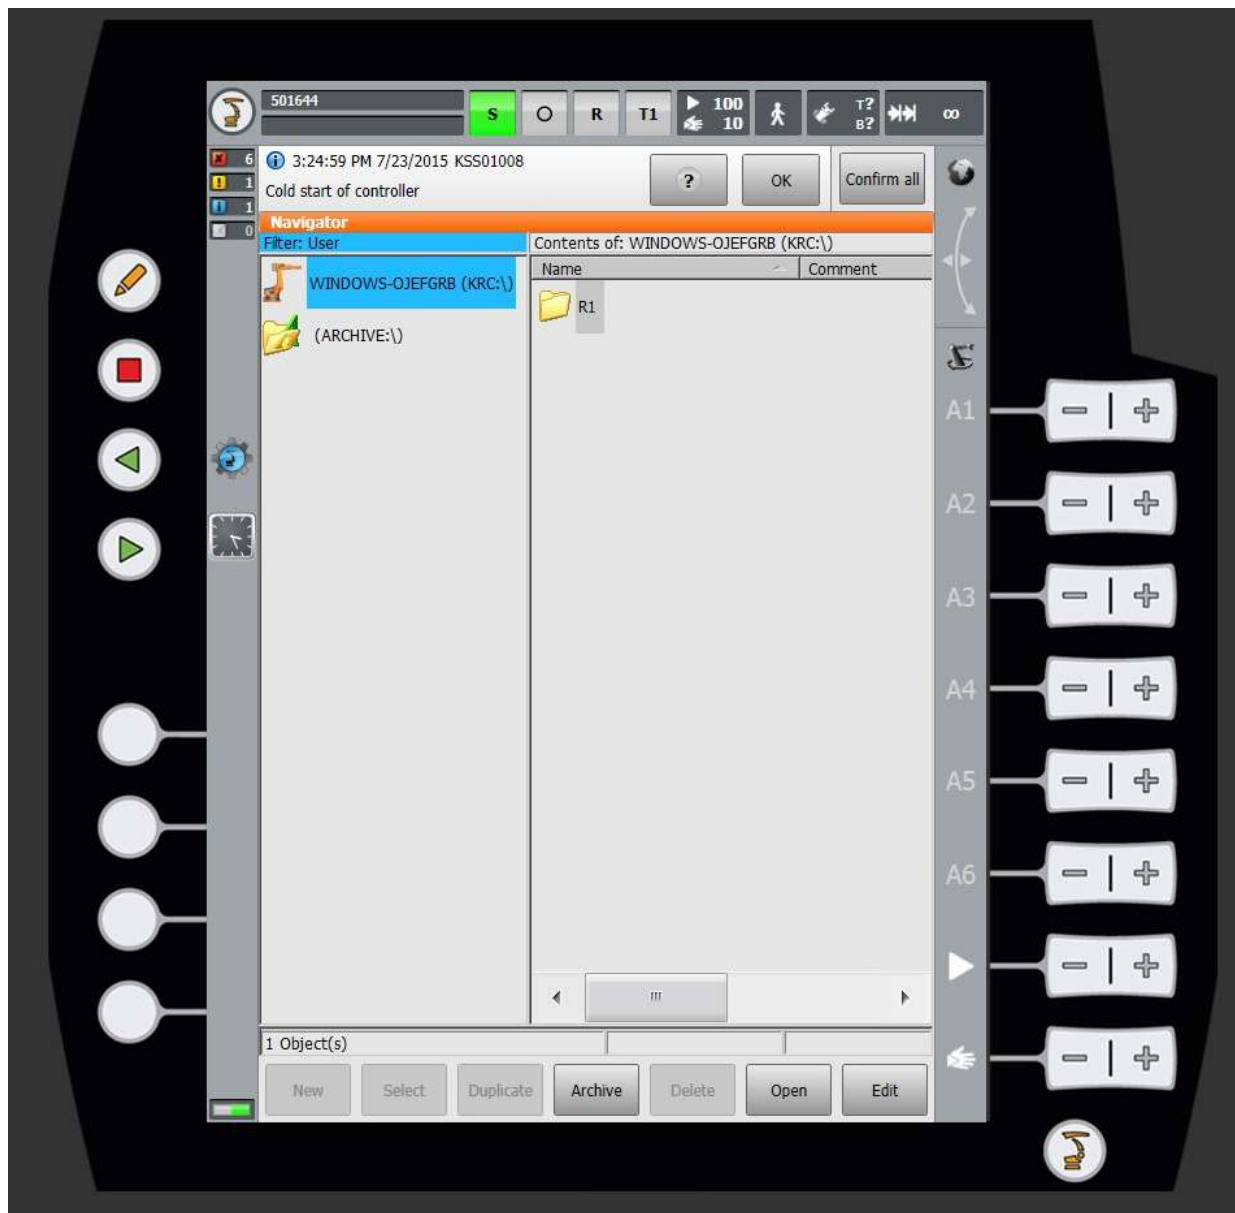 501644
S
O
R
T1
100
10
T?
B?
∞
6
1
1
0
3:24:59 PM 7/23/2015 KSS01008
Cold start of controller
?
OK
Confirm all
Navigator
Filter: User
Contents of: WINDOWS-OJEFGRB (KRC:\)
Name
Comment
WINDOWS-OJEFGRB (KRC:\)
R1
(ARCHIVE:\)
A1
A2
A3
A4
A5
A6
1 Object(s)
New
Select
Duplicate
Archive
Delete
Open
Edit